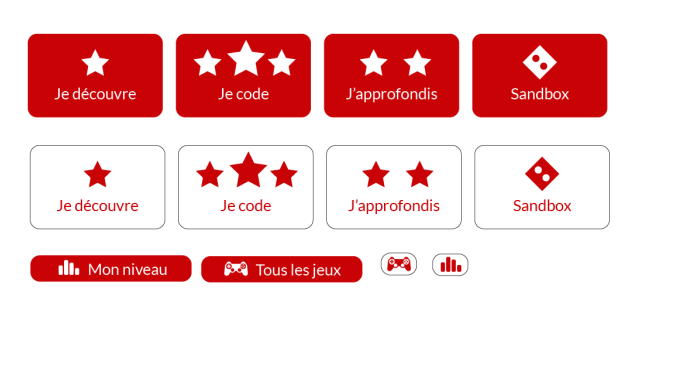 Je découvre
Je code
J'approfondis
Sandbox
Je découvre
Je code
J'approfondis
Sandbox
Mon niveau
Tous les jeux